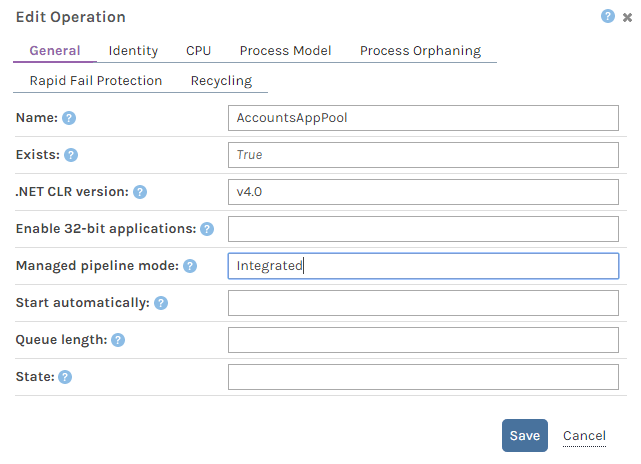 Edit Operation
General Identity CPU Process Model Process Orphaning
Rapid Fail Protection Recycling
Name: ? AccountsAppPool
Exists: ? True
.NET CLR version: ? v4.0
Enable 32-bit applications: ?
Managed pipeline mode: ? Integrated
Start automatically: ?
Queue length: ?
State: ?
Save Cancel